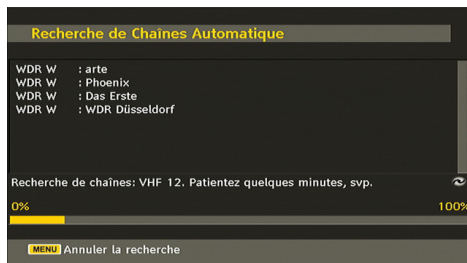 Recherche de Chaînes Automatique
WDR W : arte
WDR W : Phoenix
WDR W : Das Erste
WDR W : WDR Düsseldorf
Recherche de chaînes: VHF 12. Patientez quelques minutes, svp.
0% 100%
MENU Annuler la recherche